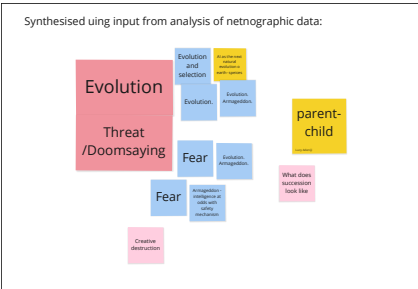 Synthesised uing input from analysis of netnographic data:
Evolution
Threat
/Doomsaying
Evolution
and
selection
AI as the next
natural
evolution in
earth- species
Evolution.
Evolution.
Armageddon.
Fear
Evolution.
Armageddon.
Fear
Armageddon -
intelligence at
odds with
safety
mechanism
Creative
destruction
parent-
child
What does
succession
look like